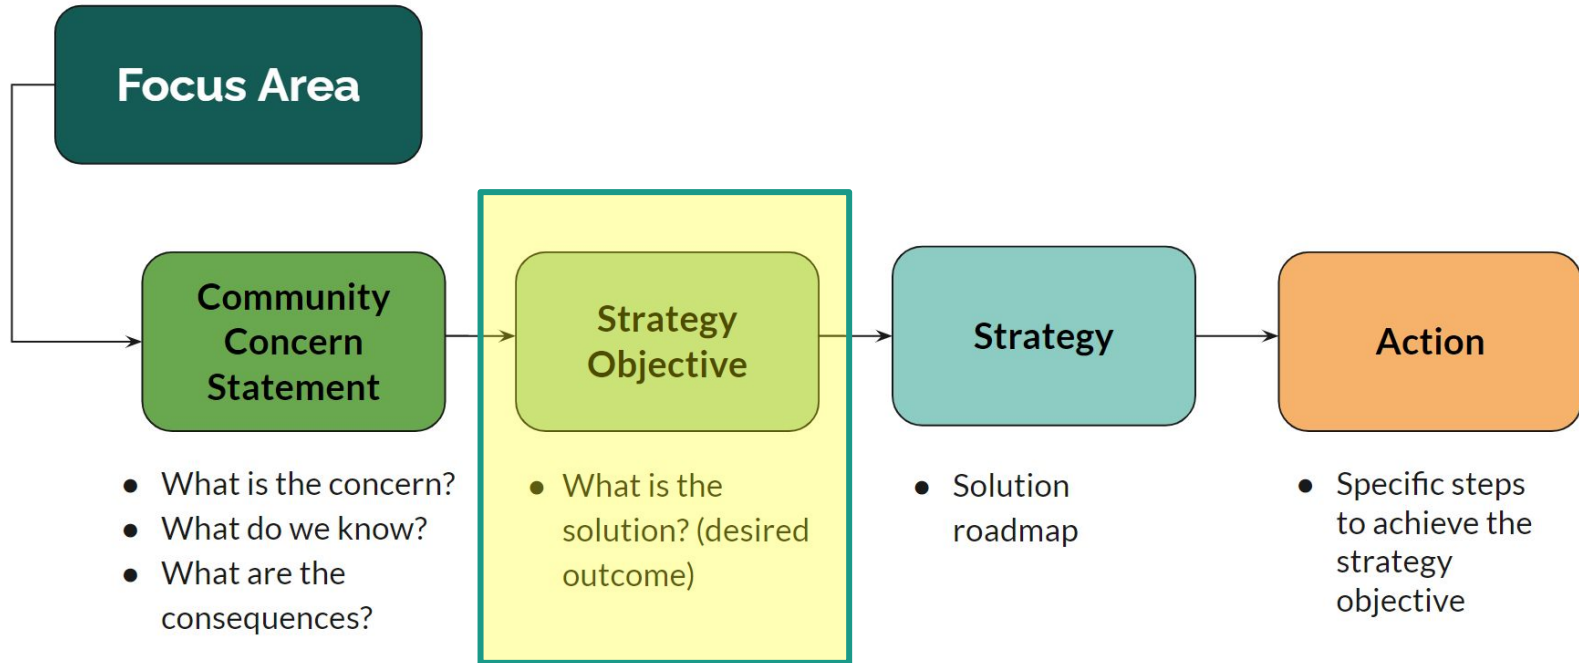 Focus Area
Community
Concern
Statement
● What is the concern?
● What do we know?
● What are the
consequences?
Strategy
Objective
● What is the
solution? (desired
outcome)
Strategy
● Solution
roadmap
Action
● Specific steps
to achieve the
strategy
objective